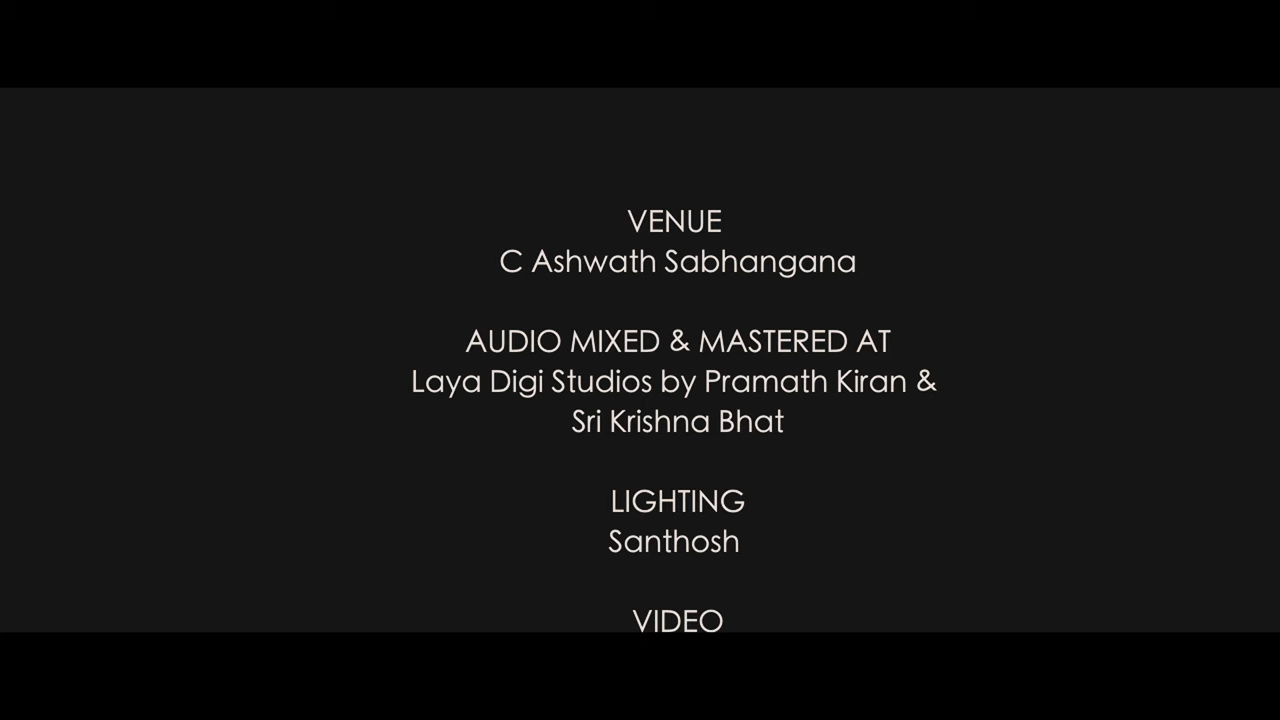 VENUE
C Ashwath Sabhangana
AUDIO MIXED & MASTERED AT
Laya Digi Studios by Pramath Kiran &
Sri Krishna Bhat
LIGHTING
Santhosh
VIDEO